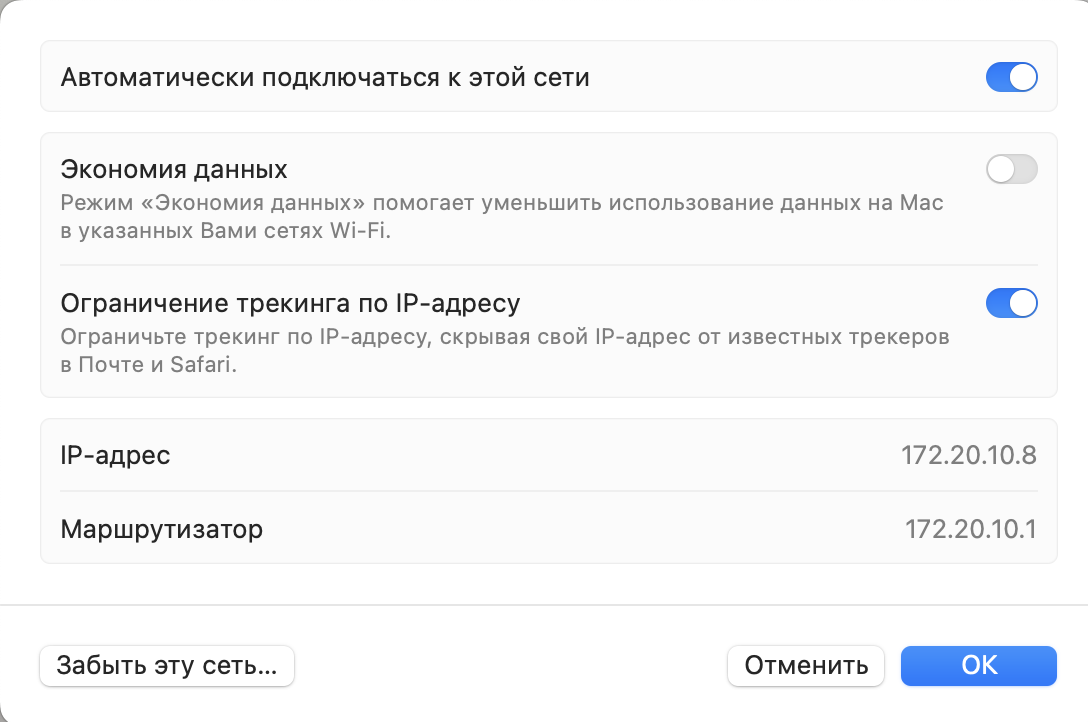 Автоматически подключаться к этой сети
Экономия данных
Режим «Экономия данных» помогает уменьшить использование данных на Mac
в указанных Вами сетях Wi-Fi.
Ограничение трекинга по IP-адресу
Ограничьте трекинг по IP-адресу, скрывая свой IP-адрес от известных трекеров
в Почте и Safari.
IP-адрес 172.20.10.8
Маршрутизатор 172.20.10.1
Забыть эту сеть... Отменить ОК